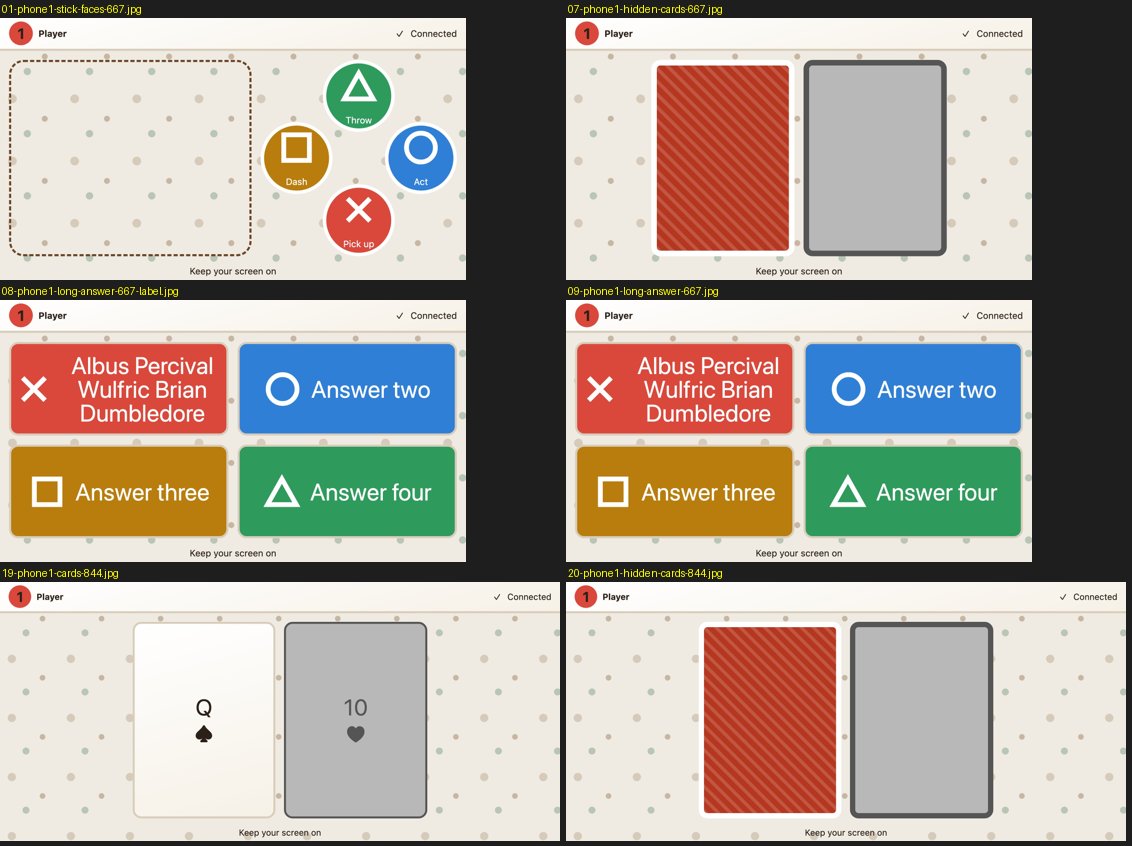 01-phone1-stick-faces-667.jpg
1 Player ✓ Connected
Throw
Dash
Act
Pick up
Keep your screen on
07-phone1-hidden-cards-667.jpg
1 Player ✓ Connected
Keep your screen on
08-phone1-long-answer-667-label.jpg
1 Player ✓ Connected
Albus Percival
Wulfric Brian
Dumbledore
Answer two
Answer three
Answer four
Keep your screen on
09-phone1-long-answer-667.jpg
1 Player ✓ Connected
Albus Percival
Wulfric Brian
Dumbledore
Answer two
Answer three
Answer four
Keep your screen on
19-phone1-cards-844.jpg
1 Player ✓ Connected
Q
10
Keep your screen on
20-phone1-hidden-cards-844.jpg
1 Player ✓ Connected
Keep your screen on